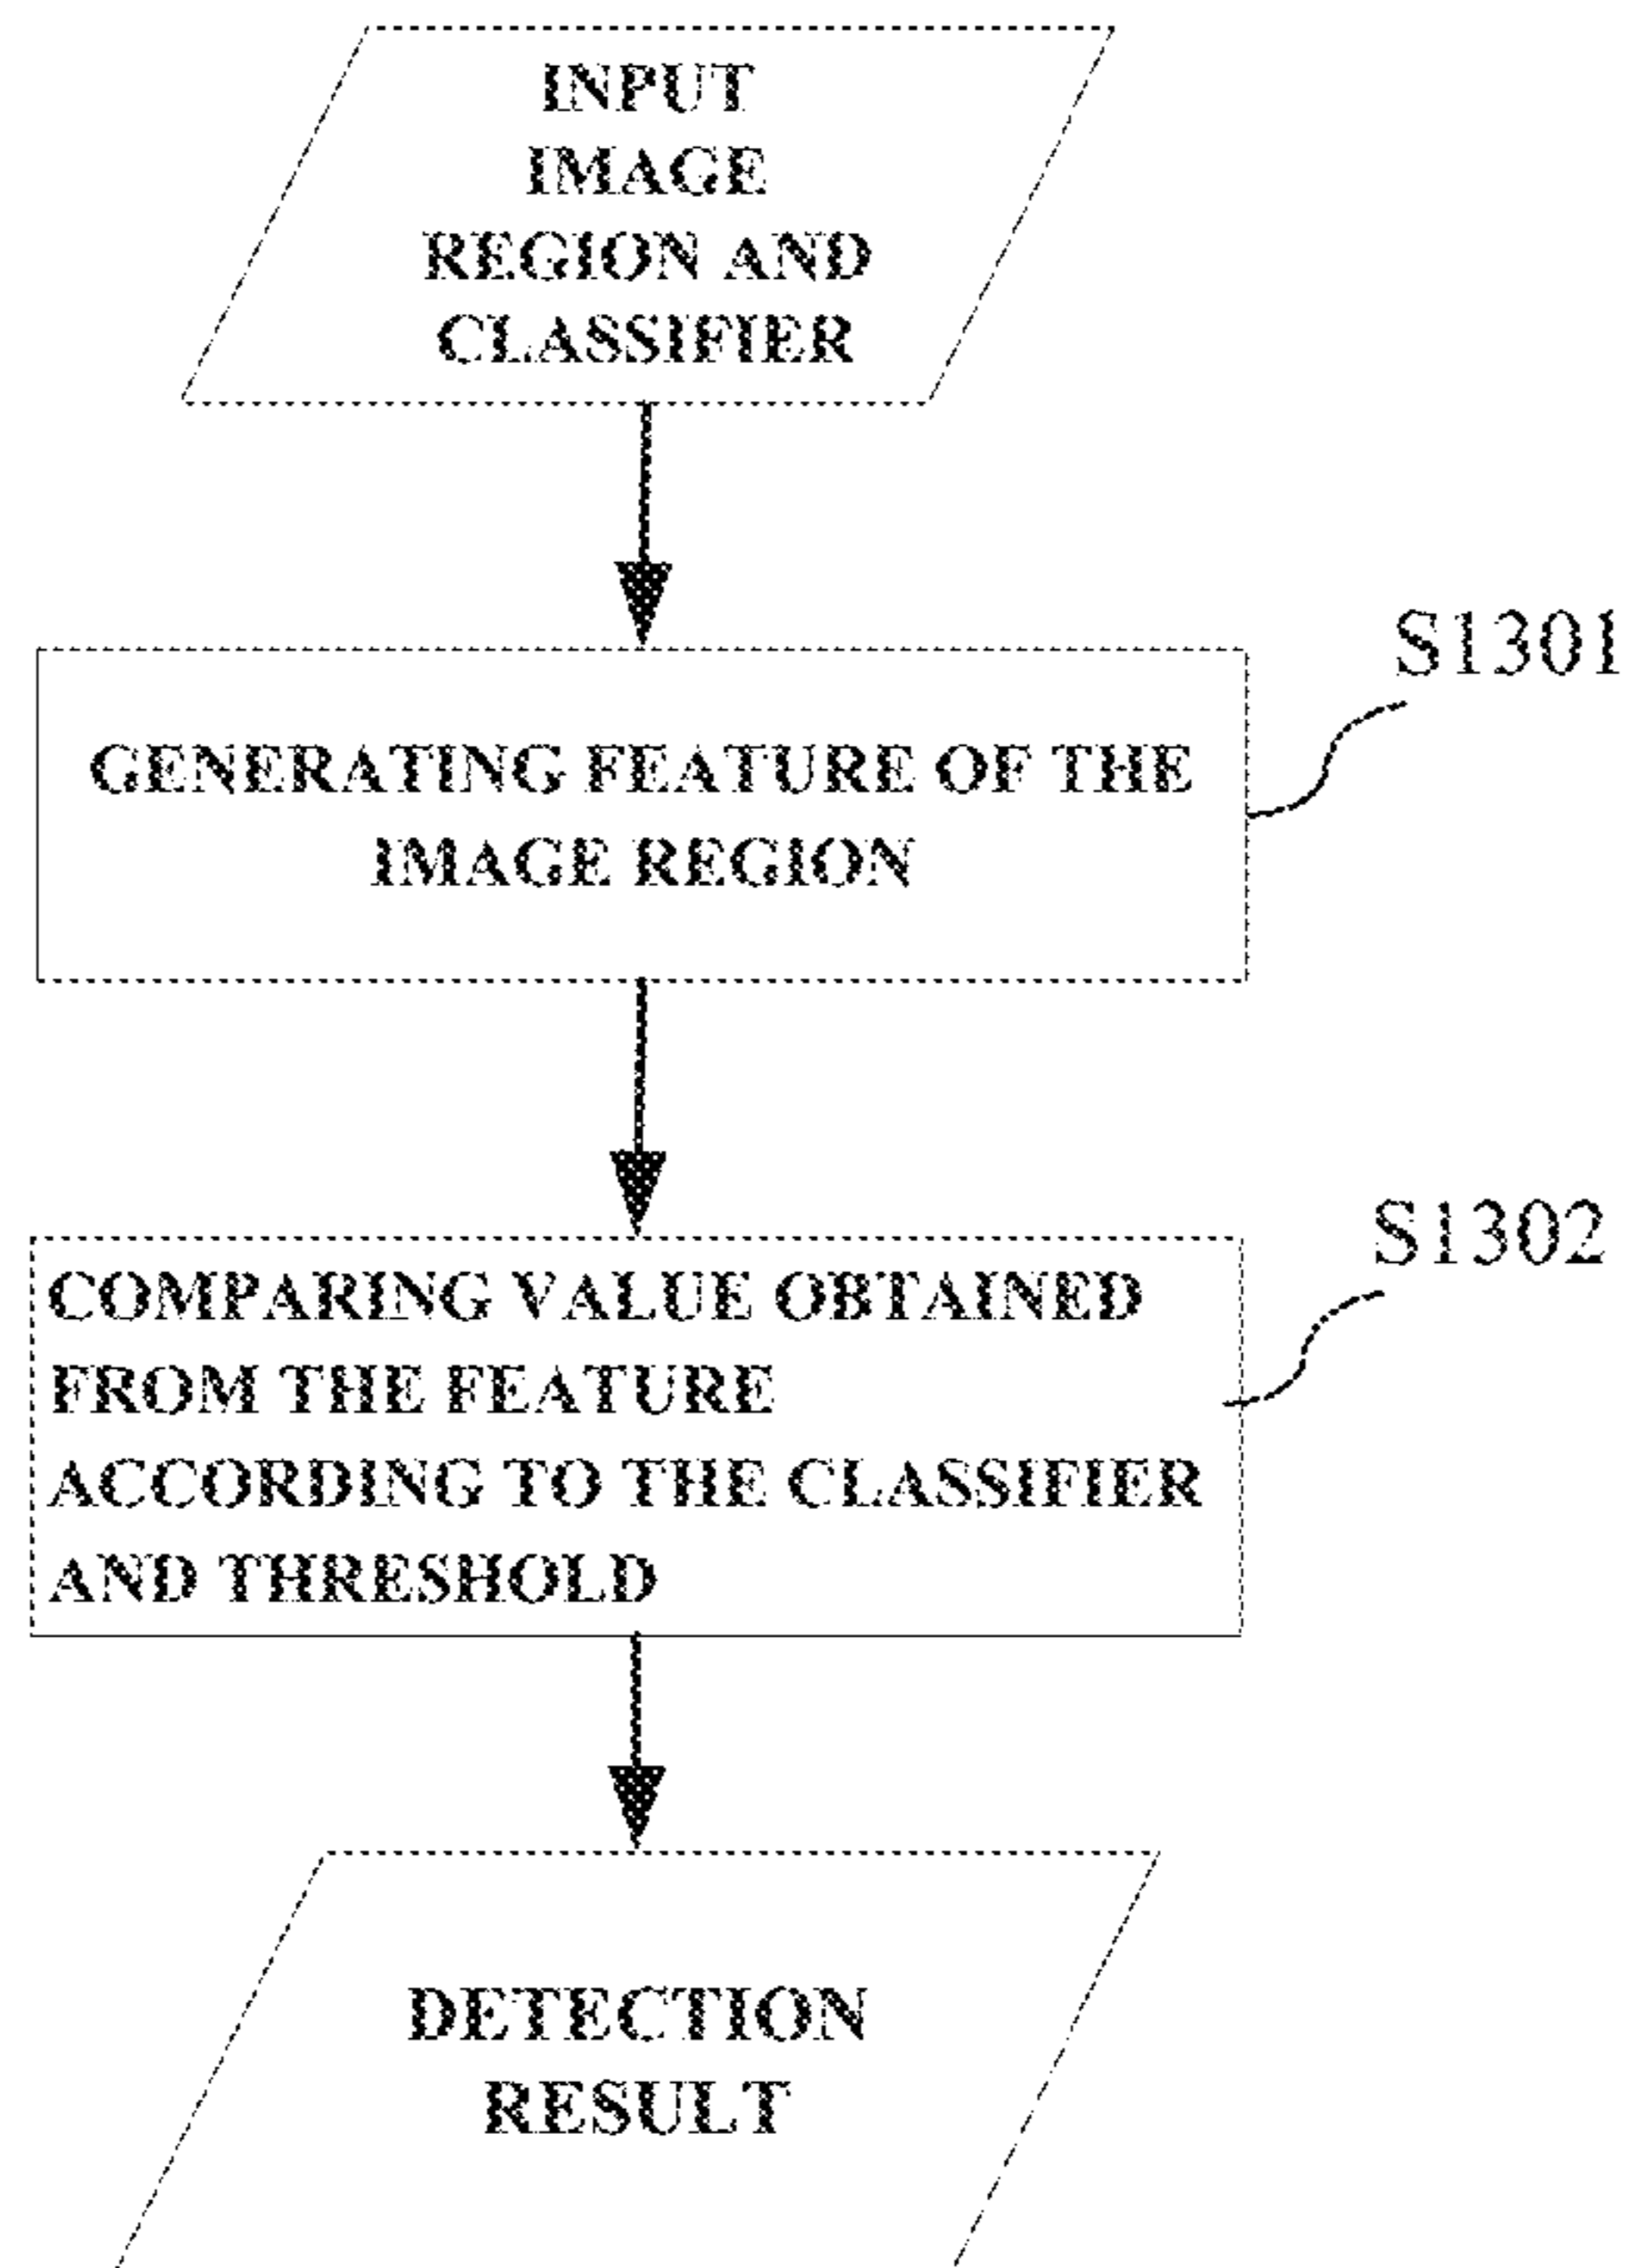 INPUT
IMAGE
REGION AND
CLASSIFIER
S1301
GENERATING FEATURE OF THE
IMAGE REGION
S1302
COMPARING VALUE OBTAINED
FROM THE FEATURE
ACCORDING TO THE CLASSIFIER
AND THRESHOLD
DETECTION
RESULT